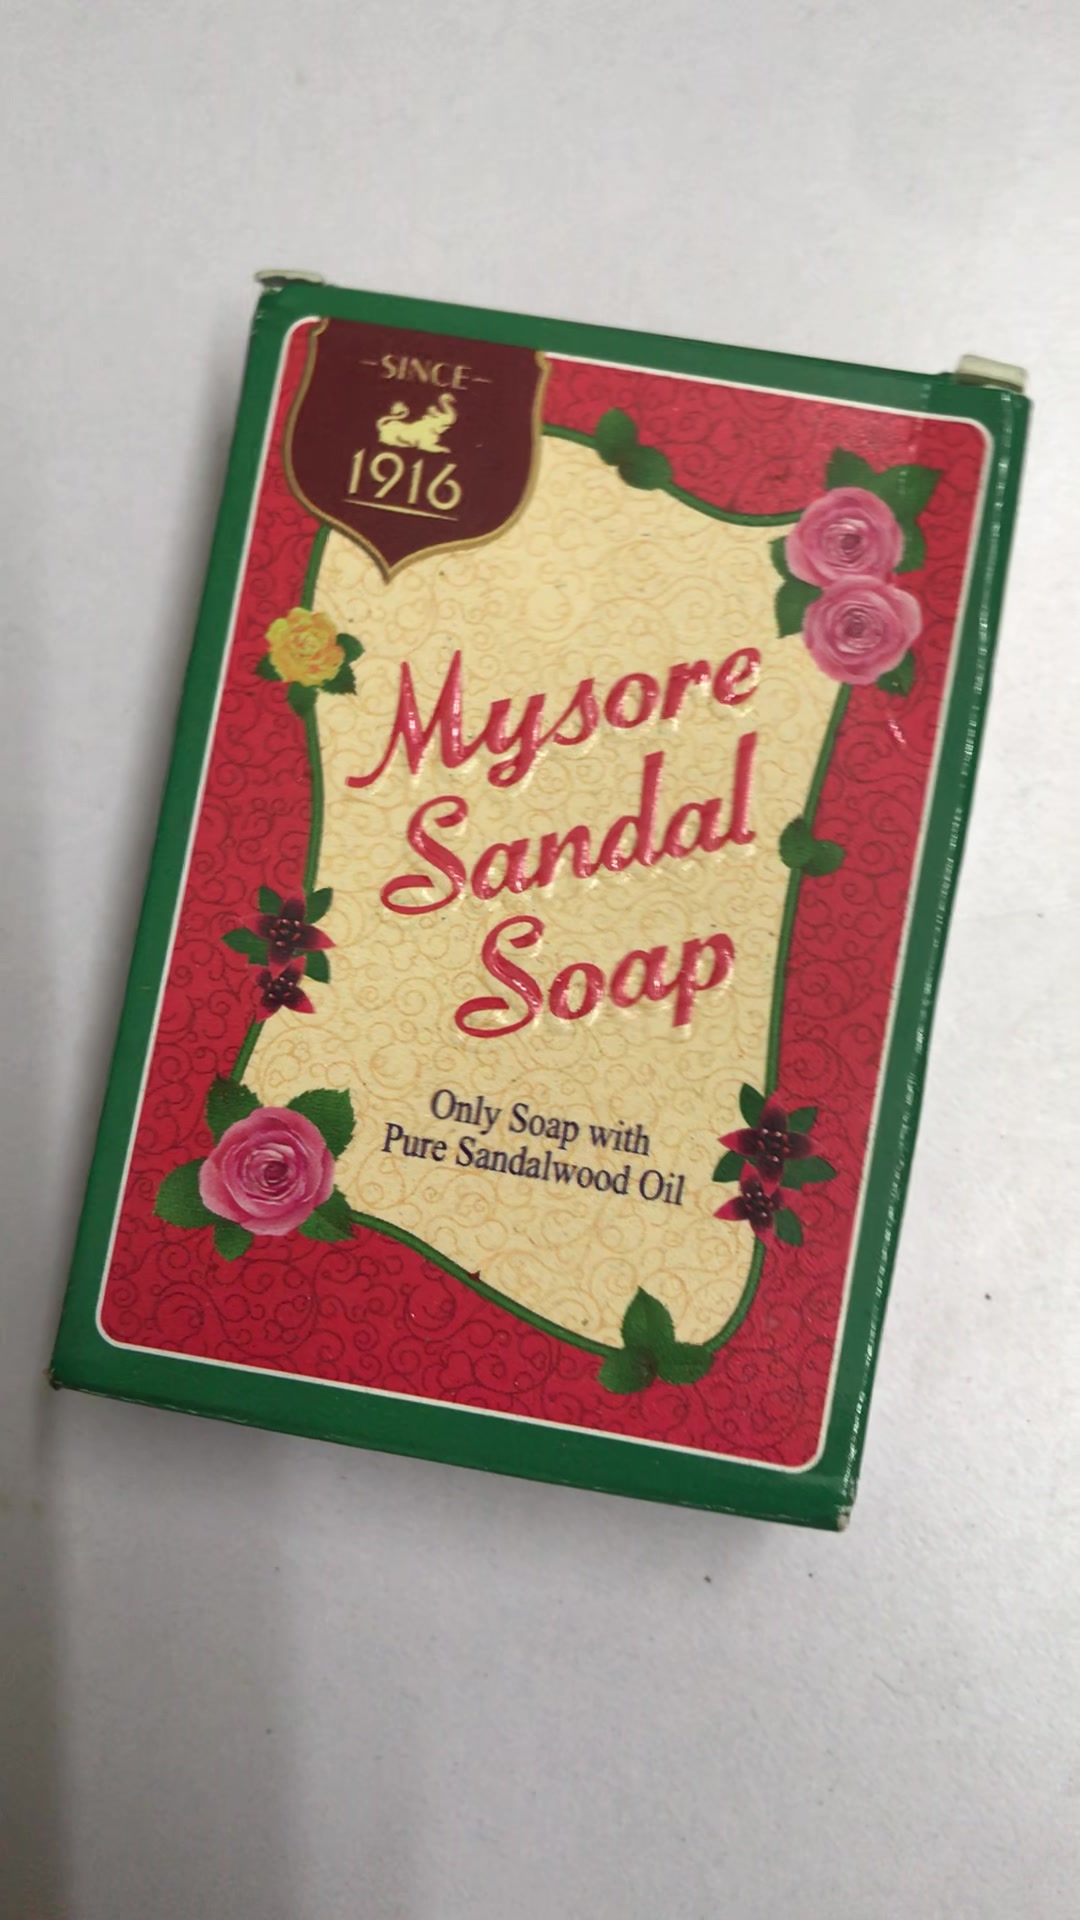 -SINCE-
1916
Mysore
Sandal
Soap
Only Soap with
Pure Sandalwood Oil